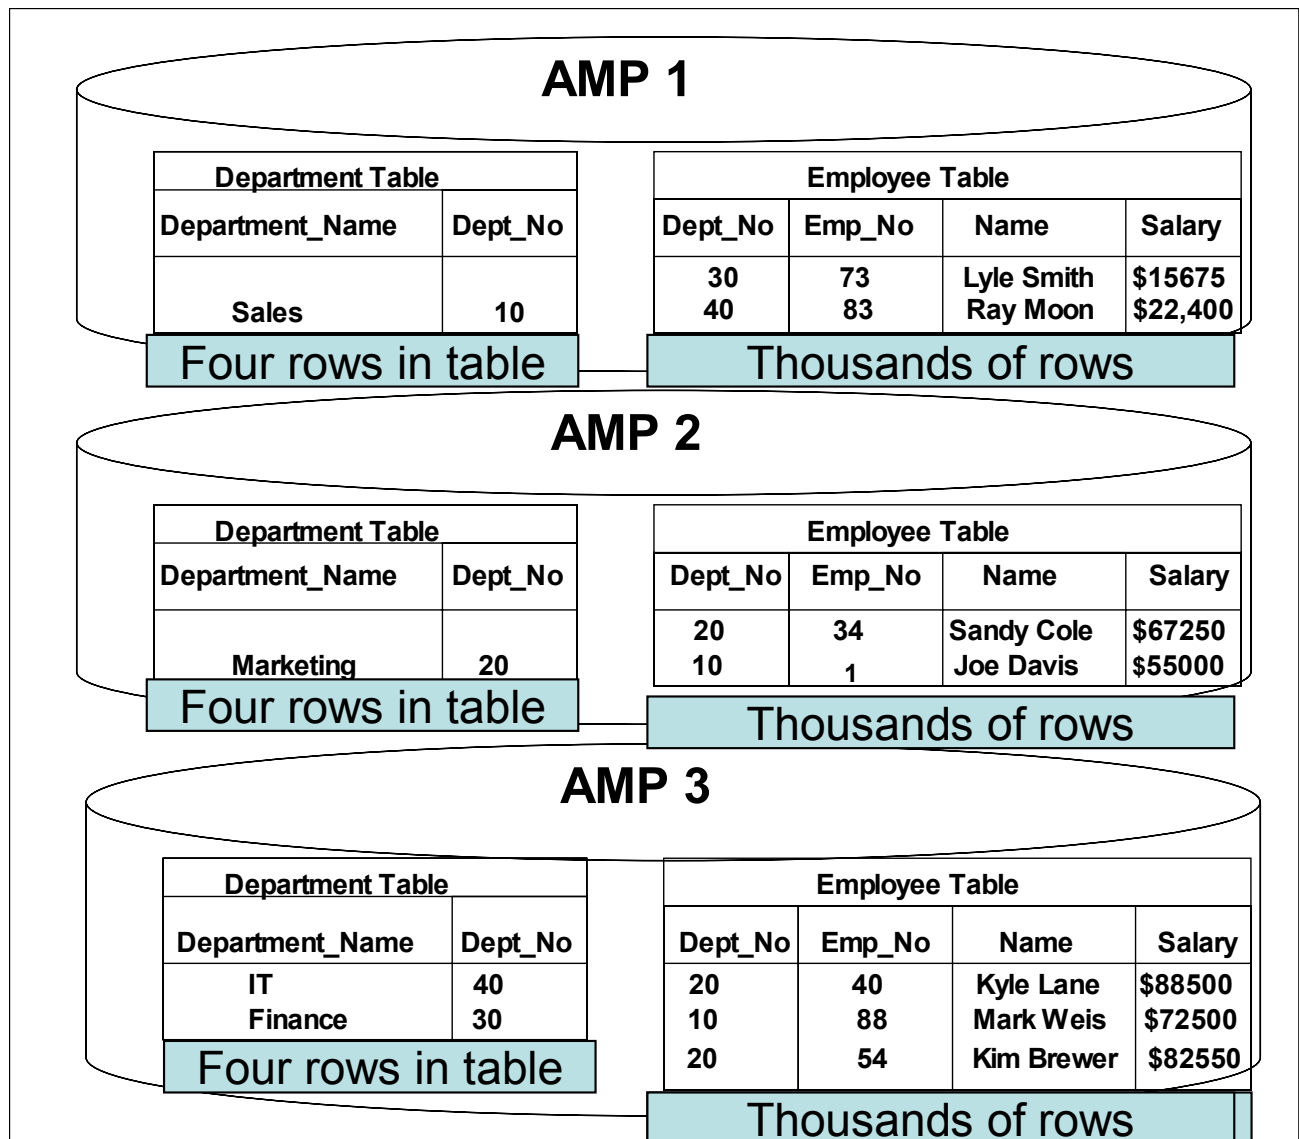 AMP 1
Department Table
Department_Name Dept_No
Sales 10
Four rows in table
Employee Table
Dept_No Emp_No Name Salary
30 73 Lyle Smith $15675
40 83 Ray Moon $22,400
Thousands of rows
AMP 2
Department Table
Department_Name Dept_No
Marketing 20
Four rows in table
Employee Table
Dept_No Emp_No Name Salary
20 34 Sandy Cole $67250
10 1 Joe Davis $55000
Thousands of rows
AMP 3
Department Table
Department_Name Dept_No
IT 40
Finance 30
Four rows in table
Employee Table
Dept_No Emp_No Name Salary
20 40 Kyle Lane $88500
10 88 Mark Weis $72500
20 54 Kim Brewer $82550
Thousands of rows